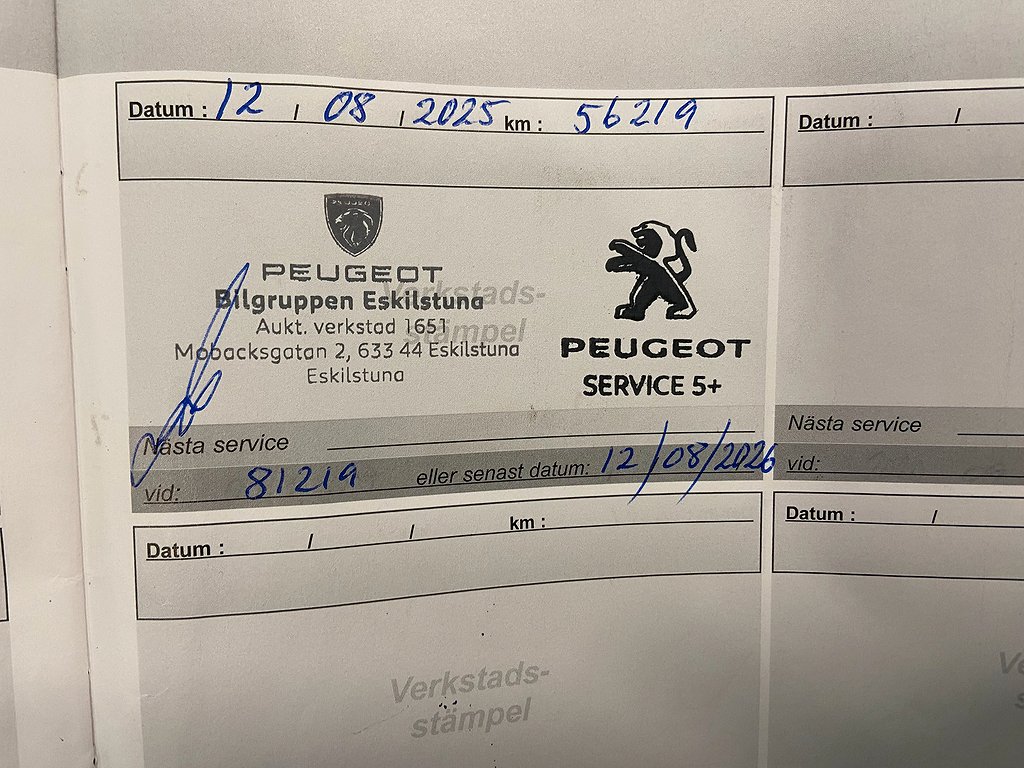 Datum : 12 / 08 / 2025 km : 56219
Datum : /
PEUGEOT
Bilgruppen Eskilstuna
Aukt. verkstad 1651
Mobacksgatan 2, 633 44 Eskilstuna
Eskilstuna
Verkstads-
stämpel
PEUGEOT
SERVICE 5+
Nästa service
vid: 81219 eller senast datum: 12/08/2026
Nästa service
vid:
Datum : / / km :
Datum : /
Verkstads-
stämpel